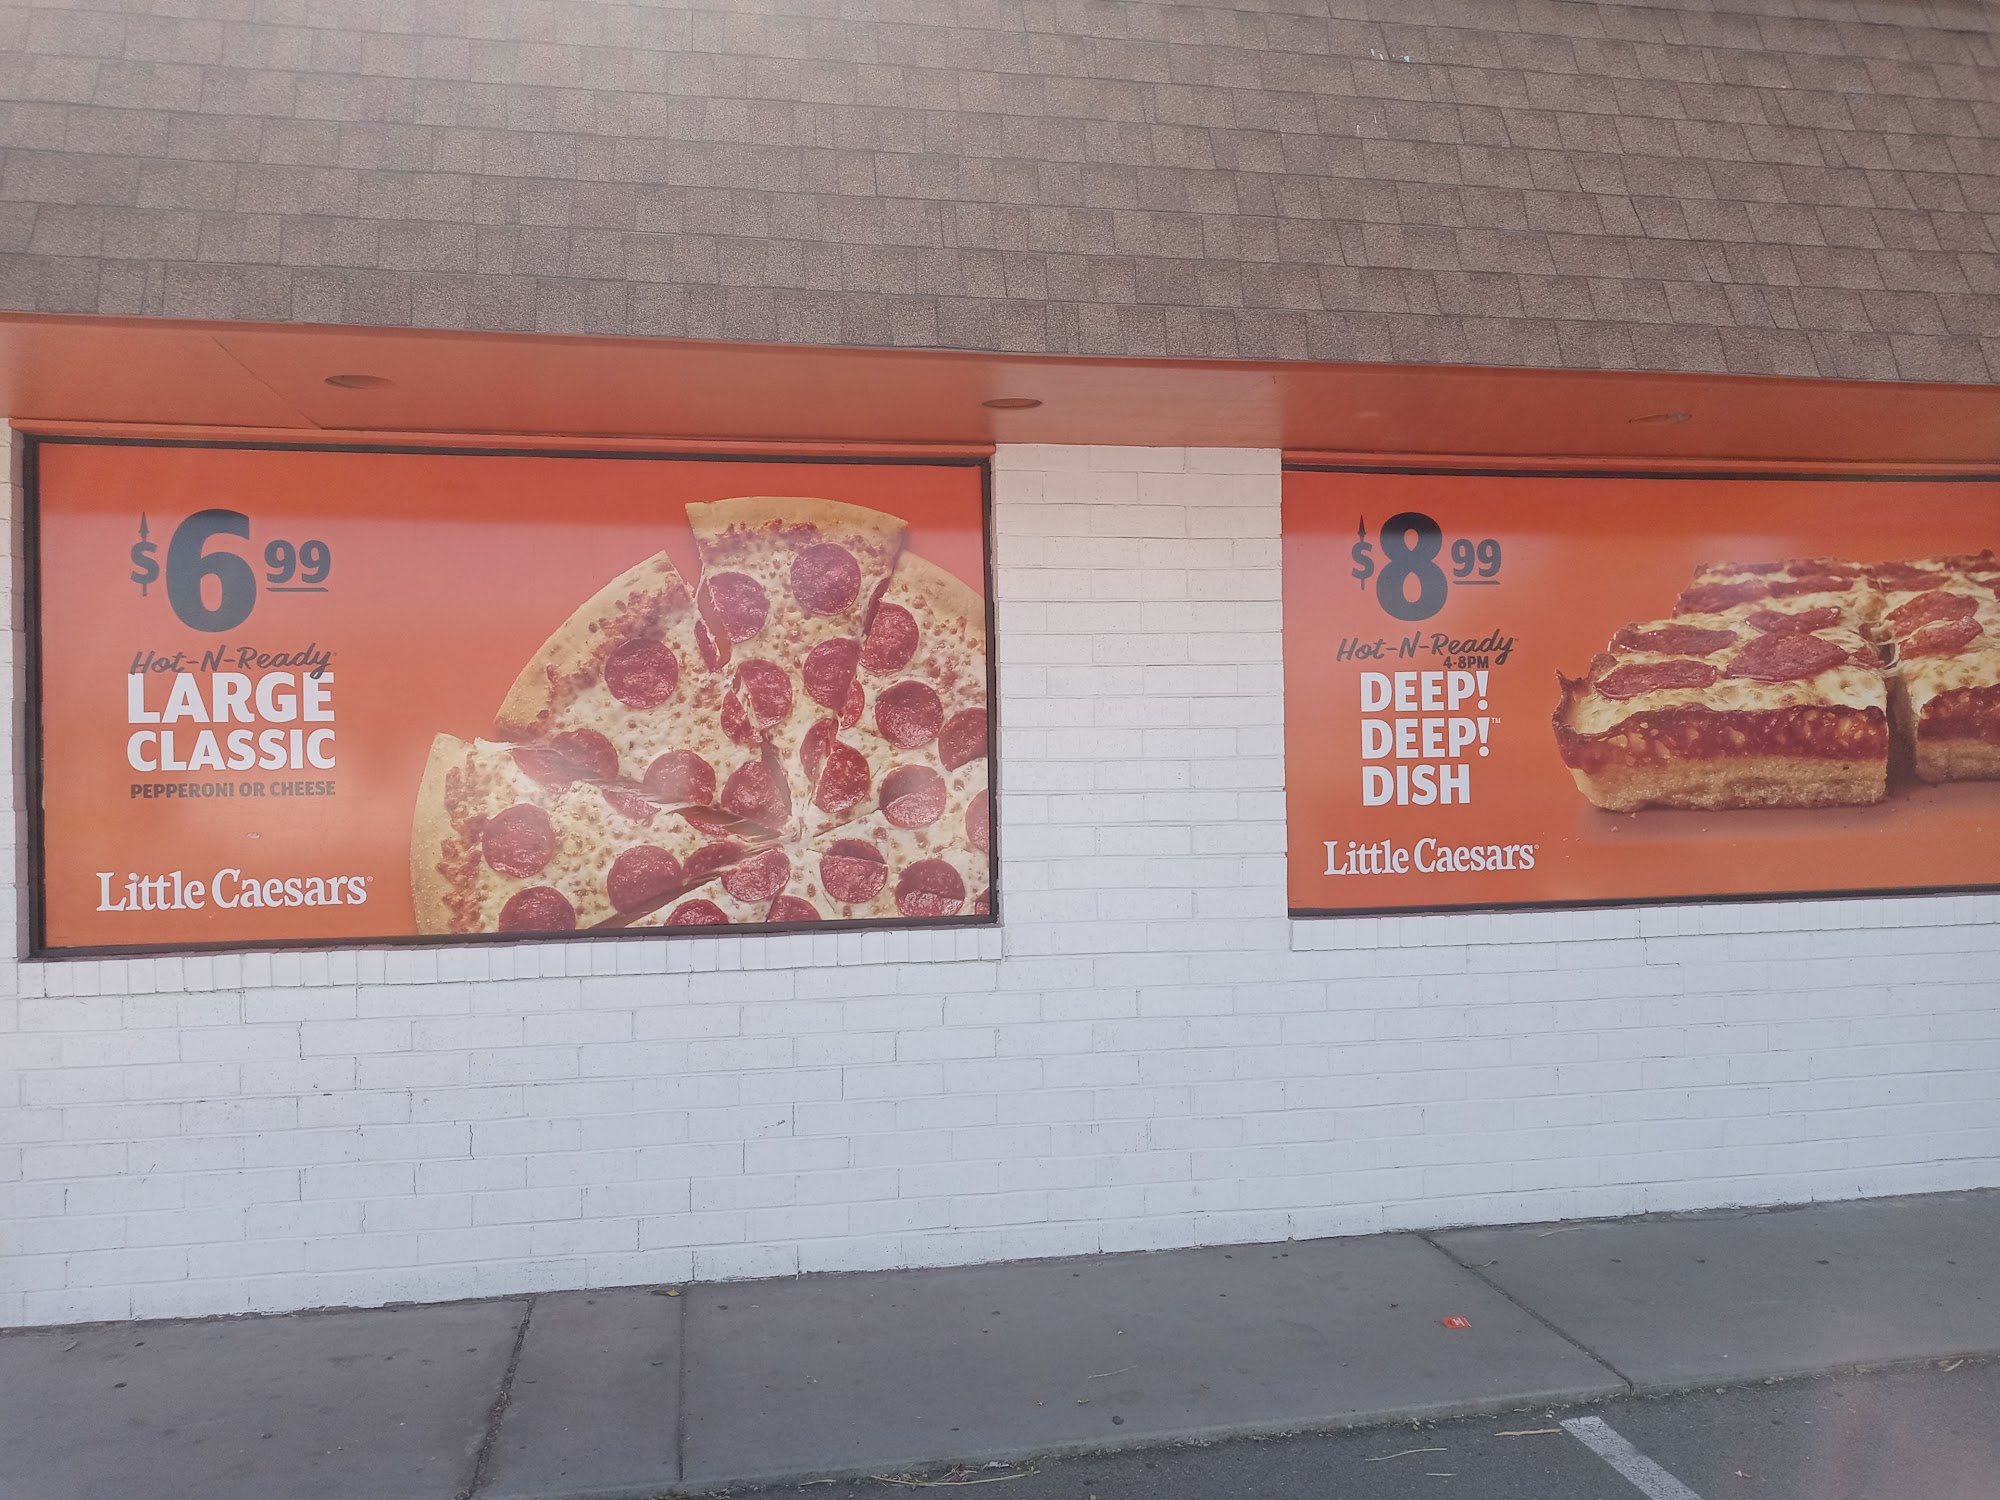 $6 99
Hot-N-Ready®
LARGE
CLASSIC
PEPPERONI OR CHEESE
Little Caesars®
$8 99
Hot-N-Ready®
4-8PM
DEEP!
DEEP!™
DISH
Little Caesars®